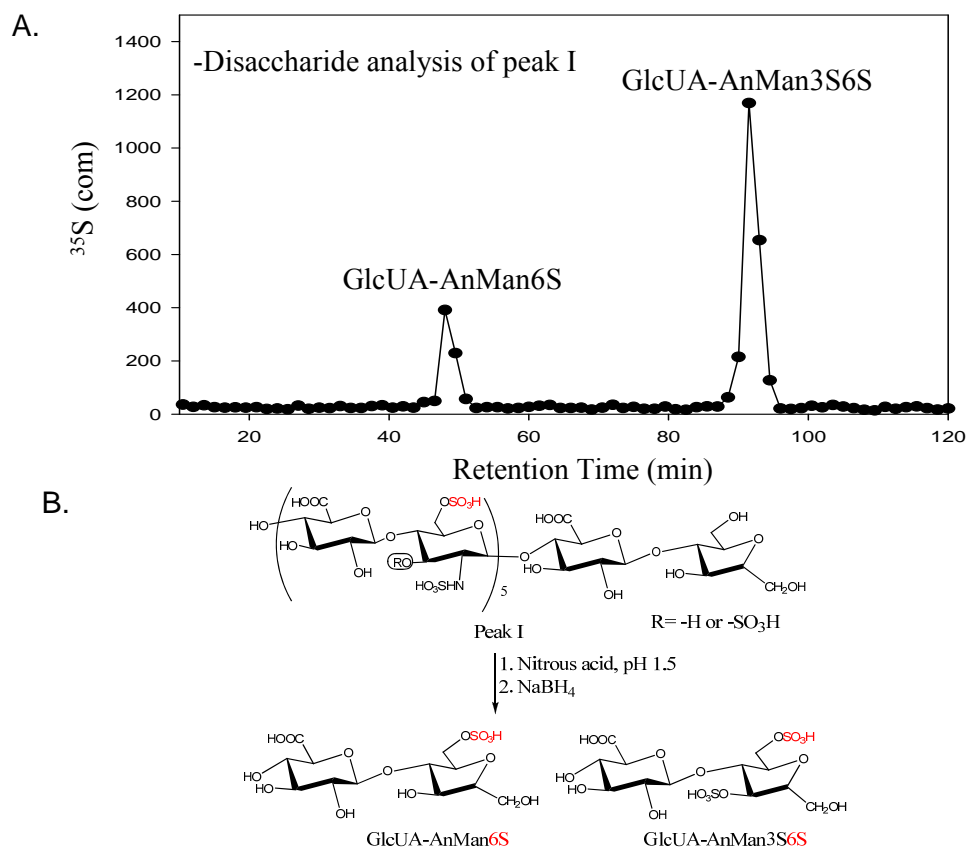 A.
-Disaccharide analysis of peak I
GlcUA-AnMan3S6S
GlcUA-AnMan6S
³⁵S (com)
1400
1200
1000
800
600
400
200
0
20 40 60 80 100 120
Retention Time (min)
B.
HOOC
OSO₃H
HO
HO
OH
O
O
RO
HO₃SHN
O
5
O
HOOC
HO
O
OH
O
OH
HO
O
CH₂OH
Peak I
R= -H or -SO₃H
1. Nitrous acid, pH 1.5
2. NaBH₄
HOOC
HO
HO
OH
O
O
OSO₃H
HO
O
CH₂OH
GlcUA-AnMan6S
HOOC
HO
HO
OH
O
O
OSO₃H
HO₃SO
O
CH₂OH
GlcUA-AnMan3S6S